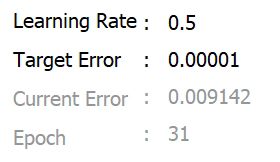 Learning Rate : 0.5
Target Error : 0.00001
Current Error : 0.009142
Epoch : 31